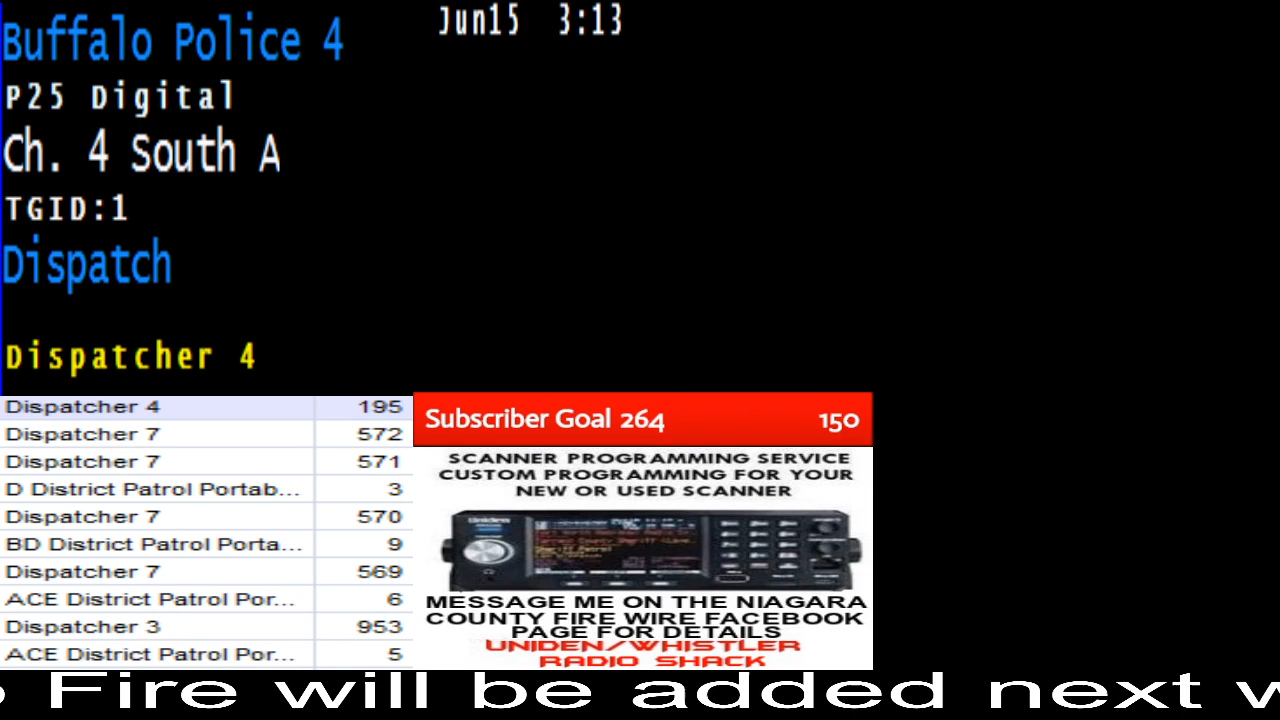 Buffalo Police 4
Jun15 3:13
P25 Digital
Ch. 4 South A
TGID:1
Dispatch
Dispatcher 4
Dispatcher 4 195
Dispatcher 7 572
Dispatcher 7 571
D District Patrol Portab... 3
Dispatcher 7 570
BD District Patrol Porta... 9
Dispatcher 7 569
ACE District Patrol Por... 6
Dispatcher 3 953
ACE District Patrol Por... 5
Subscriber Goal 264 150
SCANNER PROGRAMMING SERVICE
CUSTOM PROGRAMMING FOR YOUR
NEW OR USED SCANNER
Uniden
MESSAGE ME ON THE NIAGARA
COUNTY FIRE WIRE FACEBOOK
PAGE FOR DETAILS
UNIDEN/WHISTLER
RADIO SHACK
o Fire will be added next w